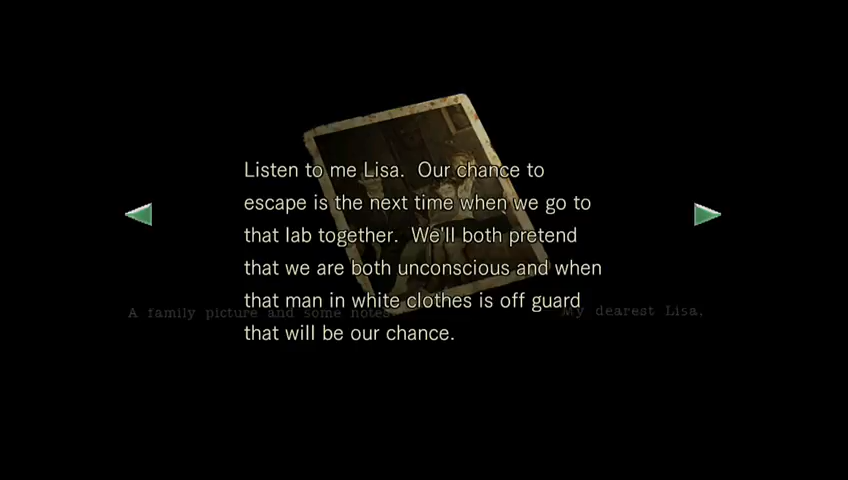 Listen to me Lisa.  Our chance to
escape is the next time when we go to
that lab together.  We'll both pretend
that we are both unconscious and when
that man in white clothes is off guard
that will be our chance.
A family picture and some notes
My dearest Lisa,